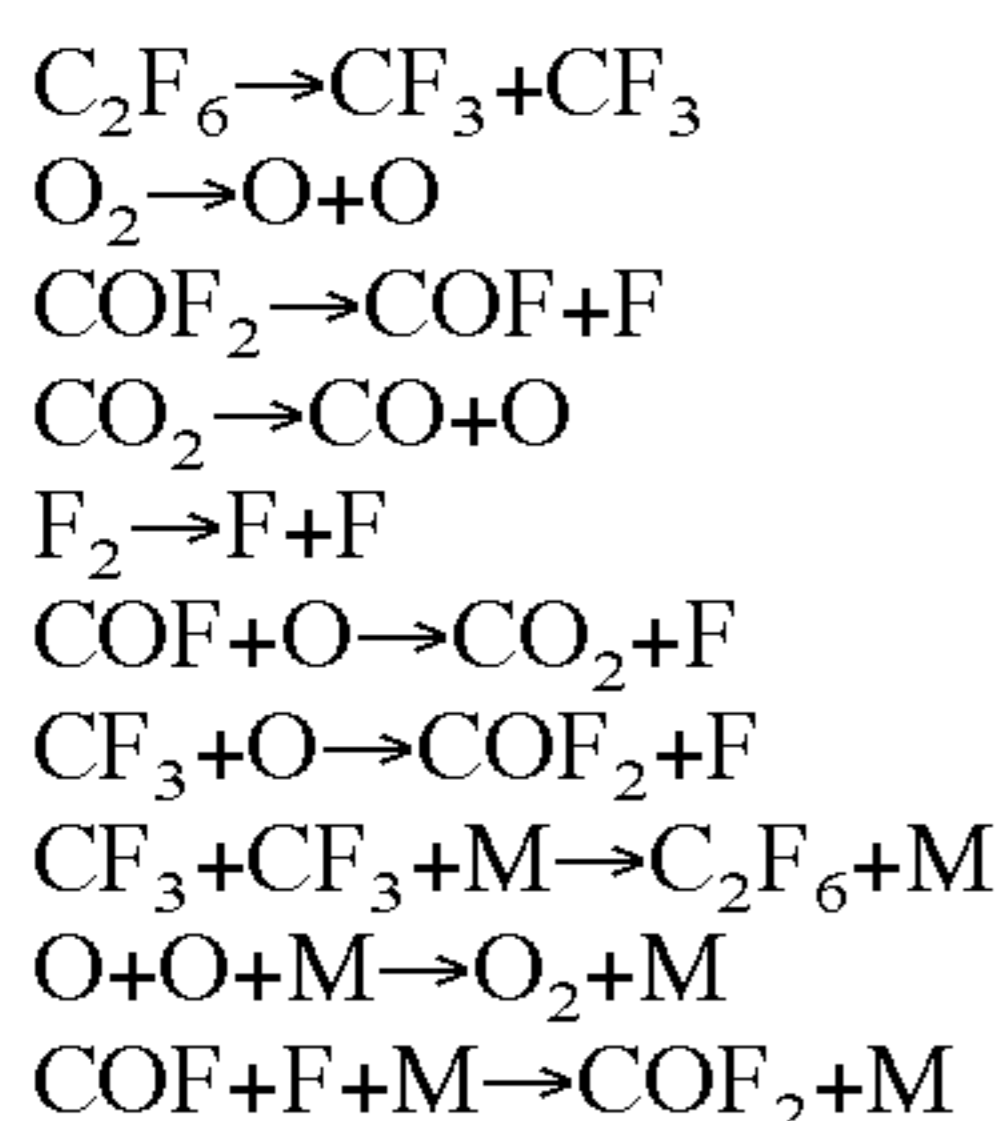 C₂F₆→CF₃+CF₃
O₂→O+O
COF₂→COF+F
CO₂→CO+O
F₂→F+F
COF+O→CO₂+F
CF₃+O→COF₂+F
CF₃+CF₃+M→C₂F₆+M
O+O+M→O₂+M
COF+F+M→COF₂+M